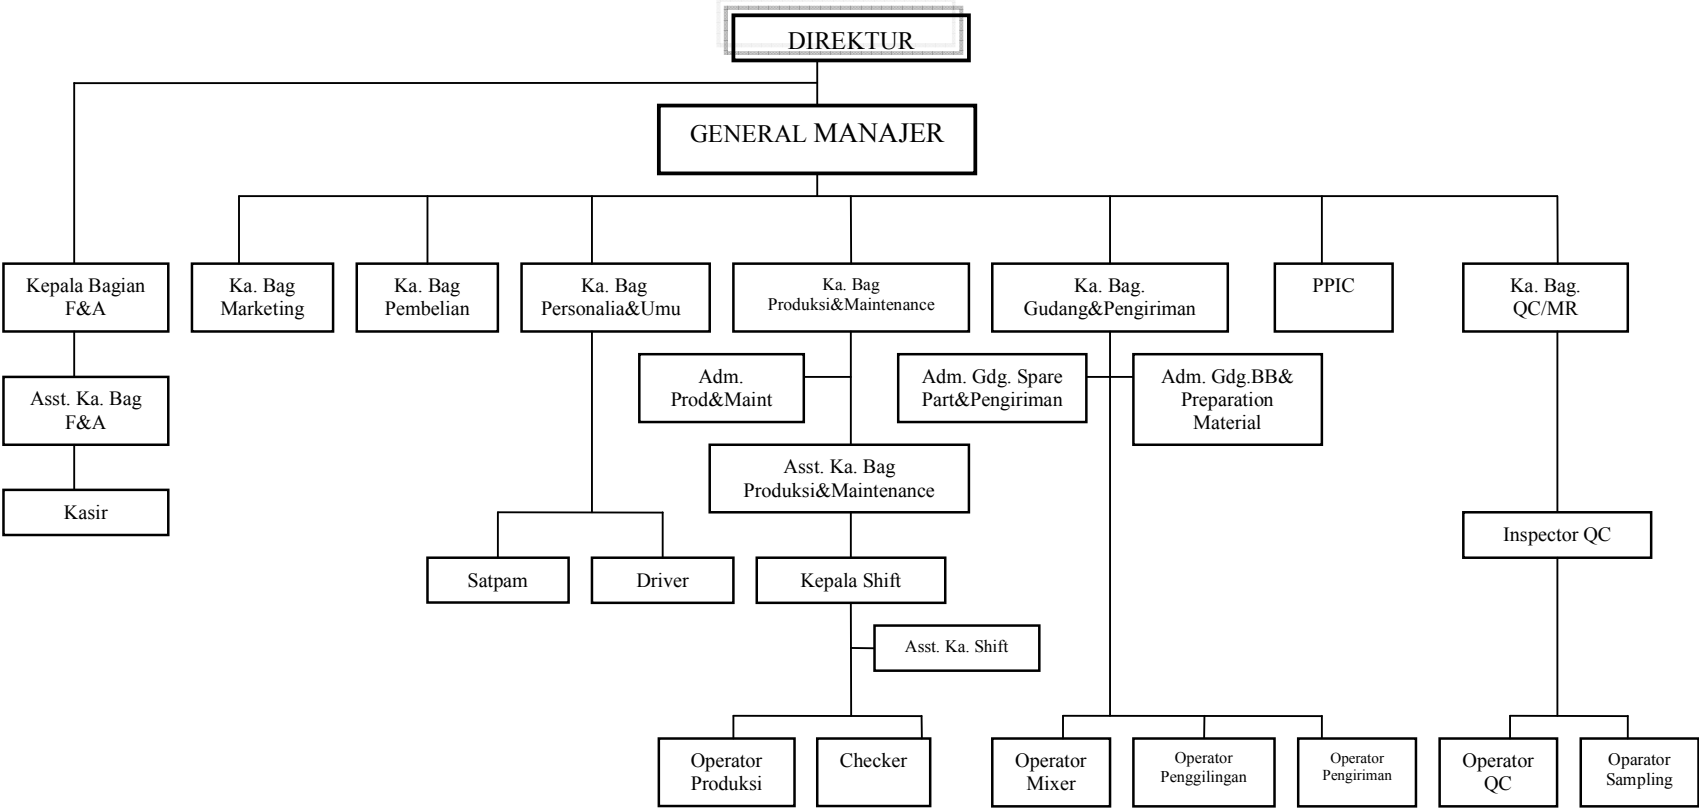 DIREKTUR
GENERAL MANAJER
Kepala Bagian
F&A
Ka. Bag
Marketing
Ka. Bag
Pembelian
Ka. Bag
Personalia&Umu
Ka. Bag
Produksi&Maintenance
Ka. Bag.
Gudang&Pengiriman
PPIC
Ka. Bag.
QC/MR
Adm.
Prod&Maint
Adm. Gdg. Spare
Part&Pengiriman
Adm. Gdg.BB&
Preparation
Material
Asst. Ka. Bag
F&A
Asst. Ka. Bag
Produksi&Maintenance
Kasir
Inspector QC
Satpam
Driver
Kepala Shift
Asst. Ka. Shift
Operator
Produksi
Checker
Operator
Mixer
Operator
Penggilingan
Operator
Pengiriman
Operator
QC
Oparator
Sampling